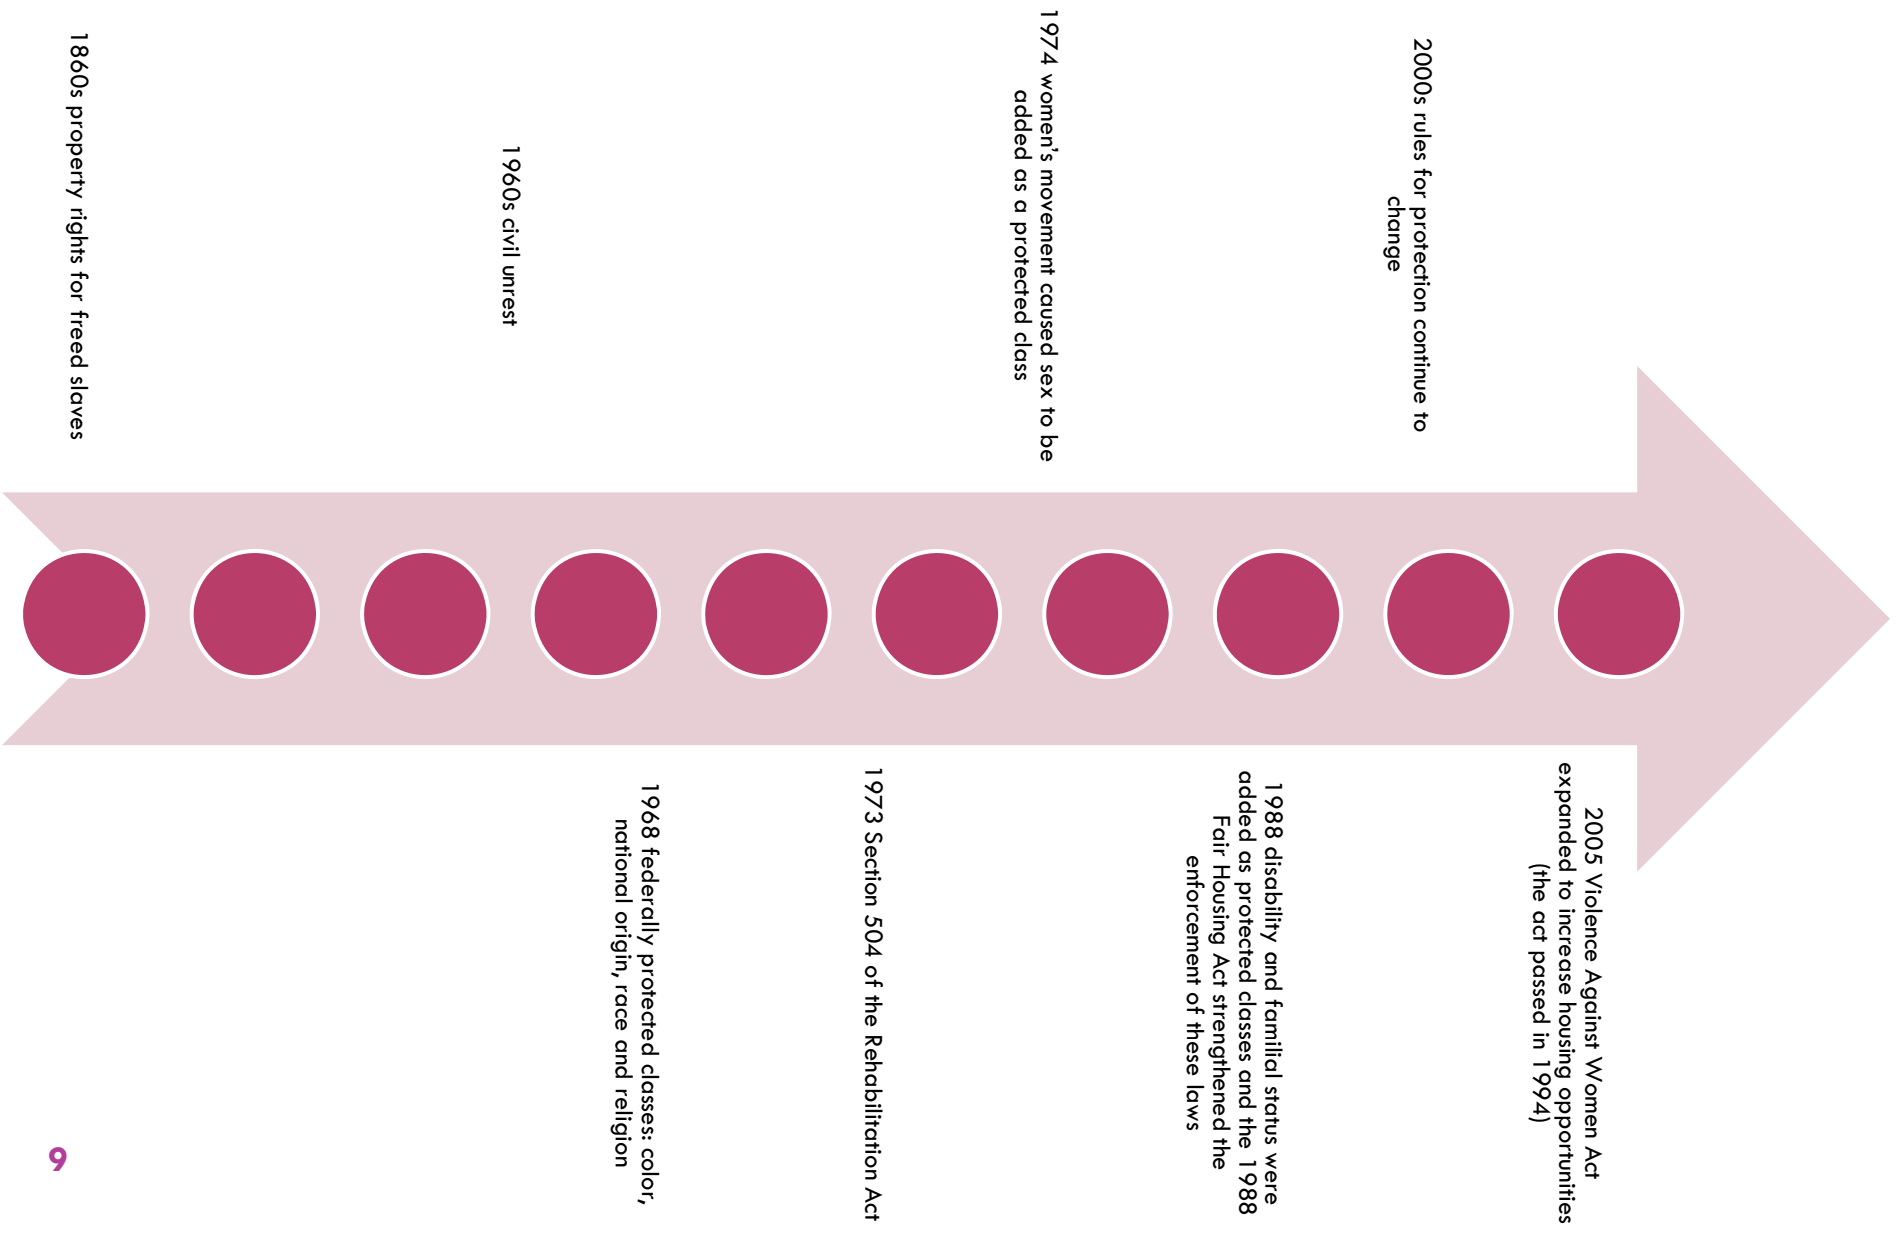 1860s property rights for freed slaves
1960s civil unrest
1968 federally protected classes: color,
national origin, race and religion
1973 Section 504 of the Rehabilitation Act
1974 women’s movement caused sex to be
added as a protected class
1988 disability and familial status were
added as protected classes and the 1988
Fair Housing Act strengthened the
enforcement of these laws
2000s rules for protection continue to
change
2005 Violence Against Women Act
expanded to increase housing opportunities
(the act passed in 1994)
9